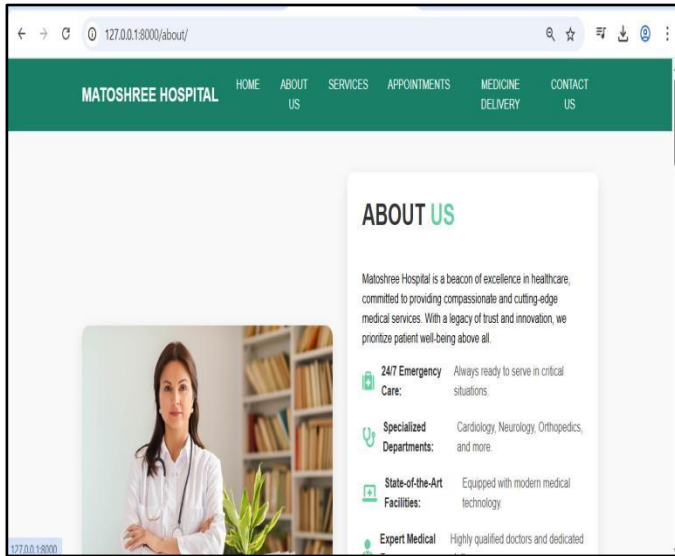 127.0.0.1:8000/about/
MATOSHREE HOSPITAL
HOME
ABOUT
US
SERVICES
APPOINTMENTS
MEDICINE
DELIVERY
CONTACT
US
ABOUT US
Matoshree Hospital is a beacon of excellence in healthcare,
committed to providing compassionate and cutting-edge
medical services. With a legacy of trust and innovation, we
prioritize patient well-being above all.
24/7 Emergency
Care:
Always ready to serve in critical
situations.
Specialized
Departments:
Cardiology, Neurology, Orthopedics,
and more.
State-of-the-Art
Facilities:
Equipped with modern medical
technology.
Expert Medical
Highly qualified doctors and dedicated
127.0.0.1:8000